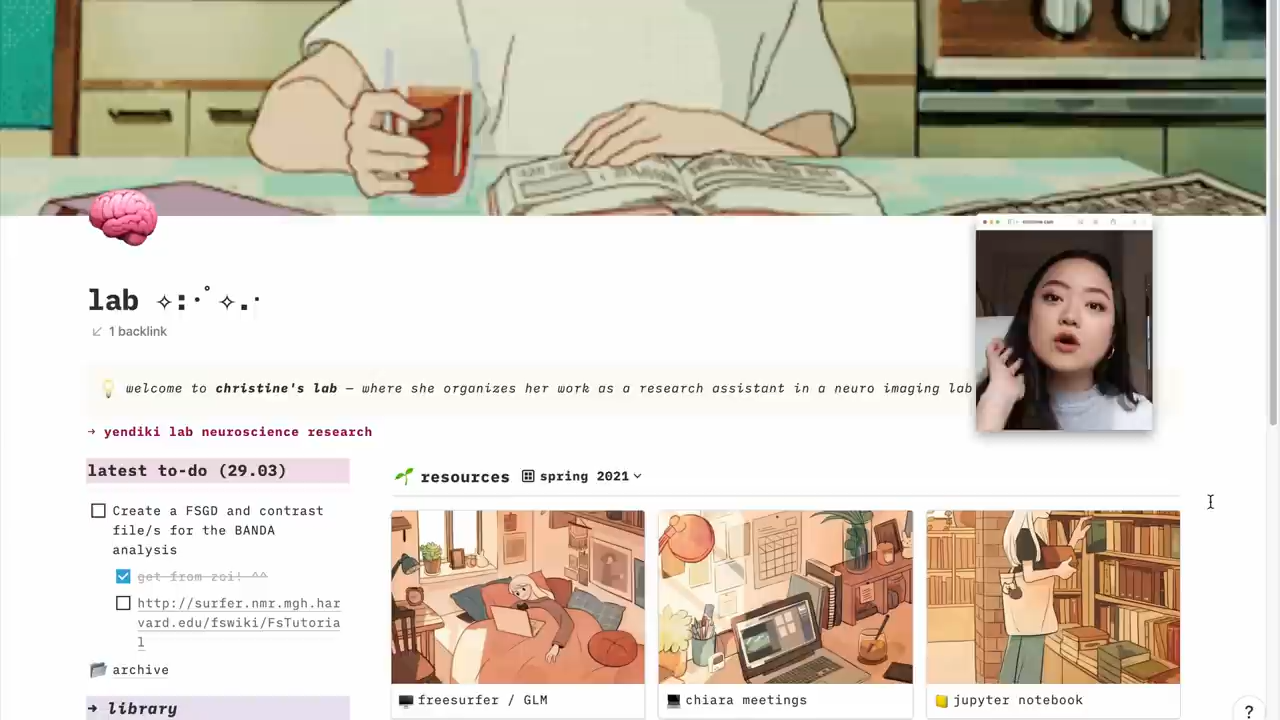 lab ✧:･ﾟ✧.･
1 backlink
welcome to christine's lab — where she organizes her work as a research assistant in a neuro imaging lab
→ yendiki lab neuroscience research
latest to-do (29.03)
Create a FSGD and contrast
file/s for the BANDA
analysis
get from zoi! ^^
http://surfer.nmr.mgh.har
vard.edu/fswiki/FsTutoria
l
archive
→ library
resources spring 2021
freesurfer / GLM
chiara meetings
jupyter notebook
?